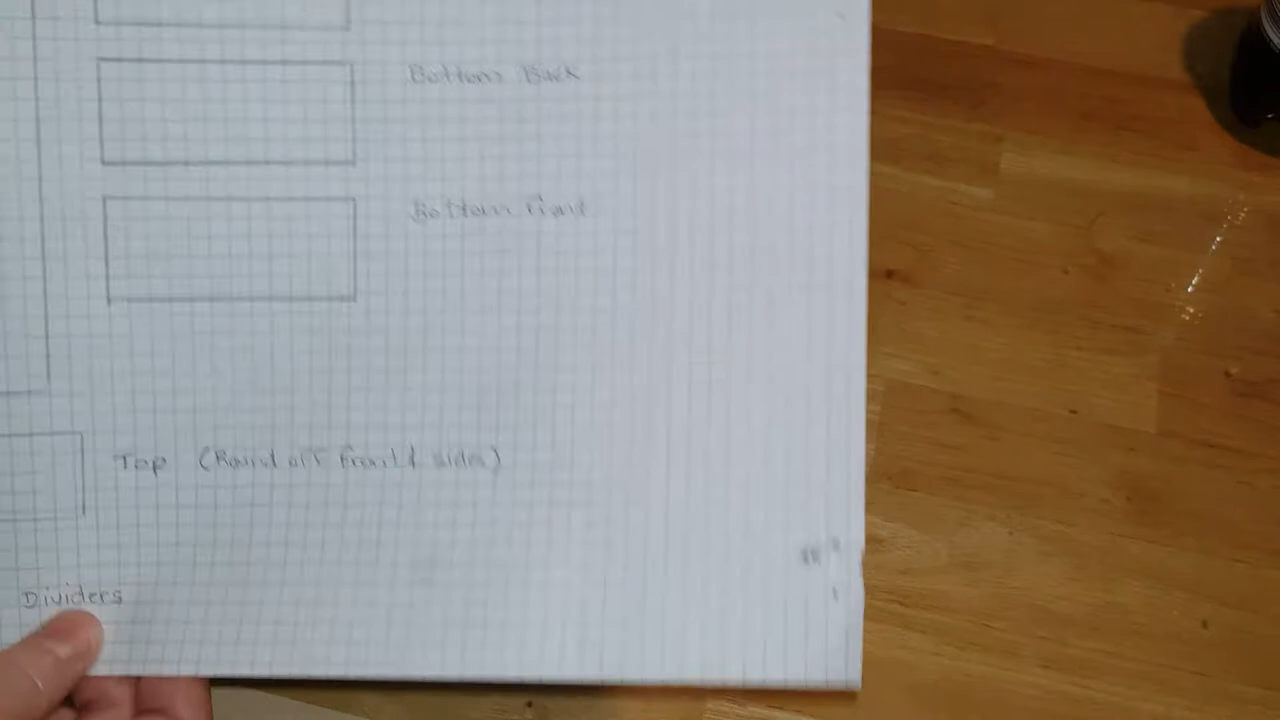 Bottom Back
Bottom Front
Top (Round off Front & sides)
Dividers